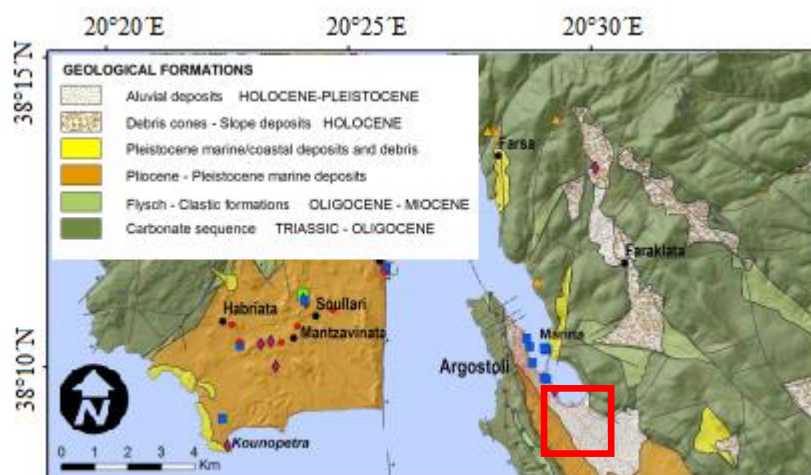 20°20´E 20°25´E 20°30´E
38°15´N
GEOLOGICAL FORMATIONS
Aluvial deposits HOLOCENE-PLEISTOCENE
Debris cones - Slope deposits HOLOCENE
Pleistocene marine/coastal deposits and debris
Pliocene - Pleistocene marine deposits
Flysch - Clastic formations OLIGOCENE - MIOCENE
Carbonate sequence TRIASSIC - OLIGOCENE
Farsa
Faraklata
Habriata
Soullari
Mantzavinata
Marina
Argostoli
38°10´N
N
Kounopetra
0 1 2 3 4
Km